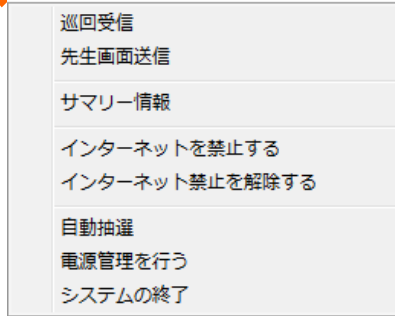 巡回受信
先生画面送信
サマリー情報
インターネットを禁止する
インターネット禁止を解除する
自動抽選
電源管理を行う
システムの終了